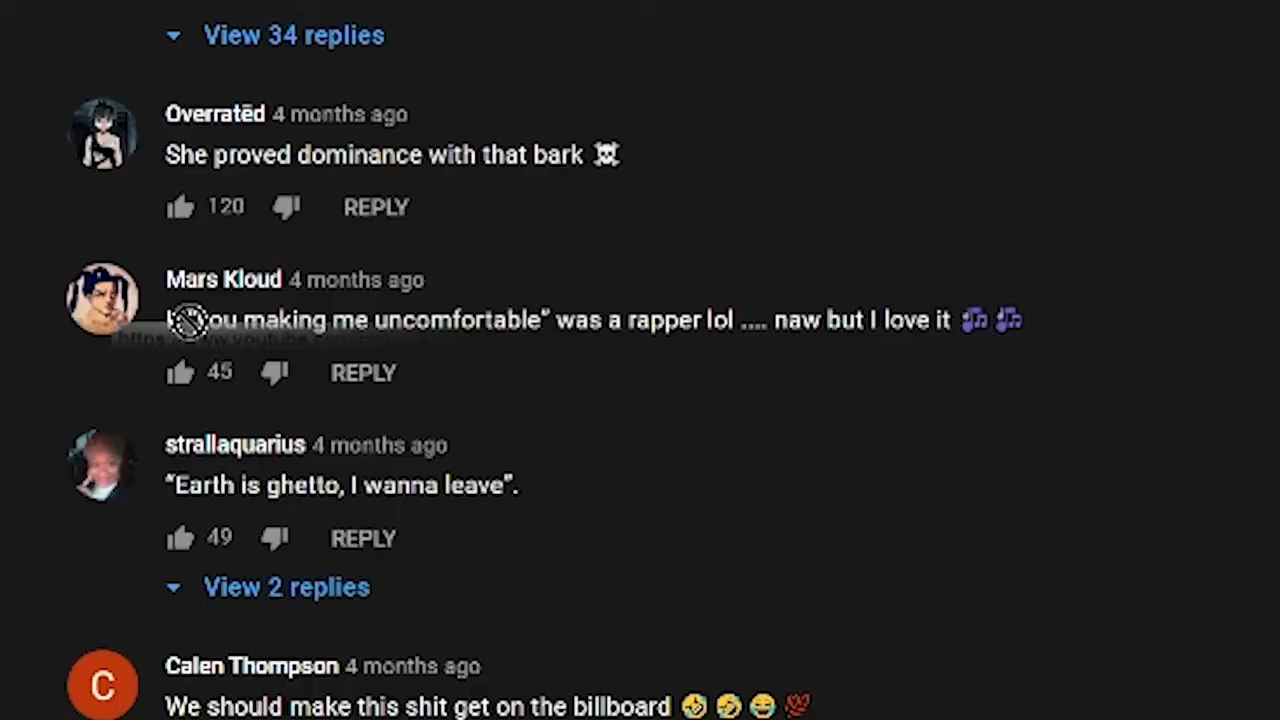 View 34 replies
Overratēd 4 months ago
She proved dominance with that bark ☠️
120 REPLY
Mars Kloud 4 months ago
making me uncomfortable” was a rapper lol .... naw but I love it 🎶 🎶
45 REPLY
strallaquarius 4 months ago
“Earth is ghetto, I wanna leave”.
49 REPLY
View 2 replies
C
Calen Thompson 4 months ago
We should make this shit get on the billboard 🤣 🤣 😂 💯